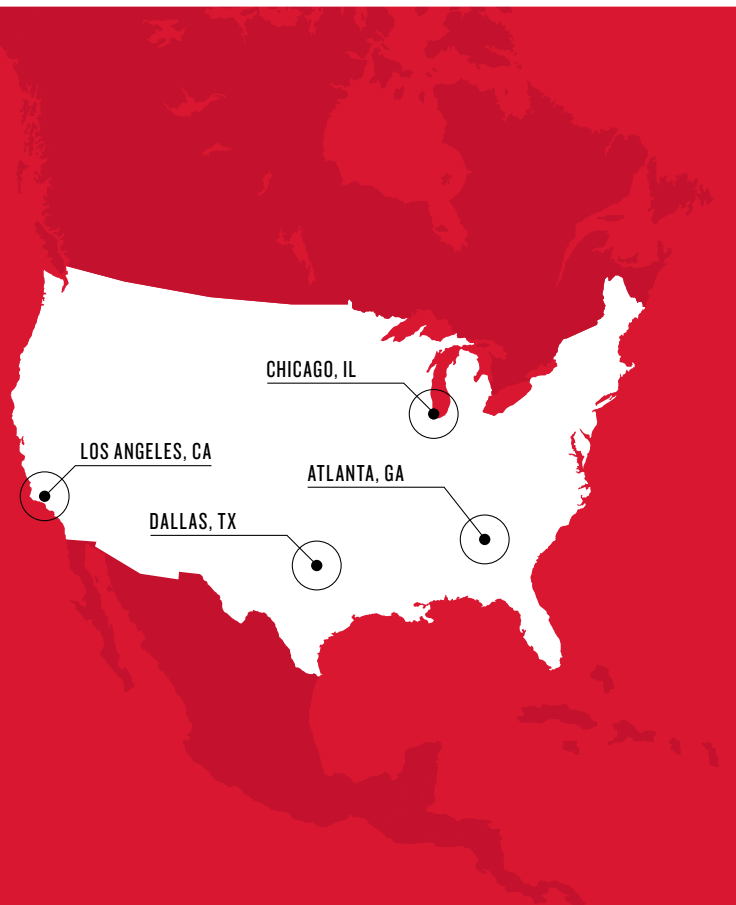 CHICAGO, IL
LOS ANGELES, CA
ATLANTA, GA
DALLAS, TX